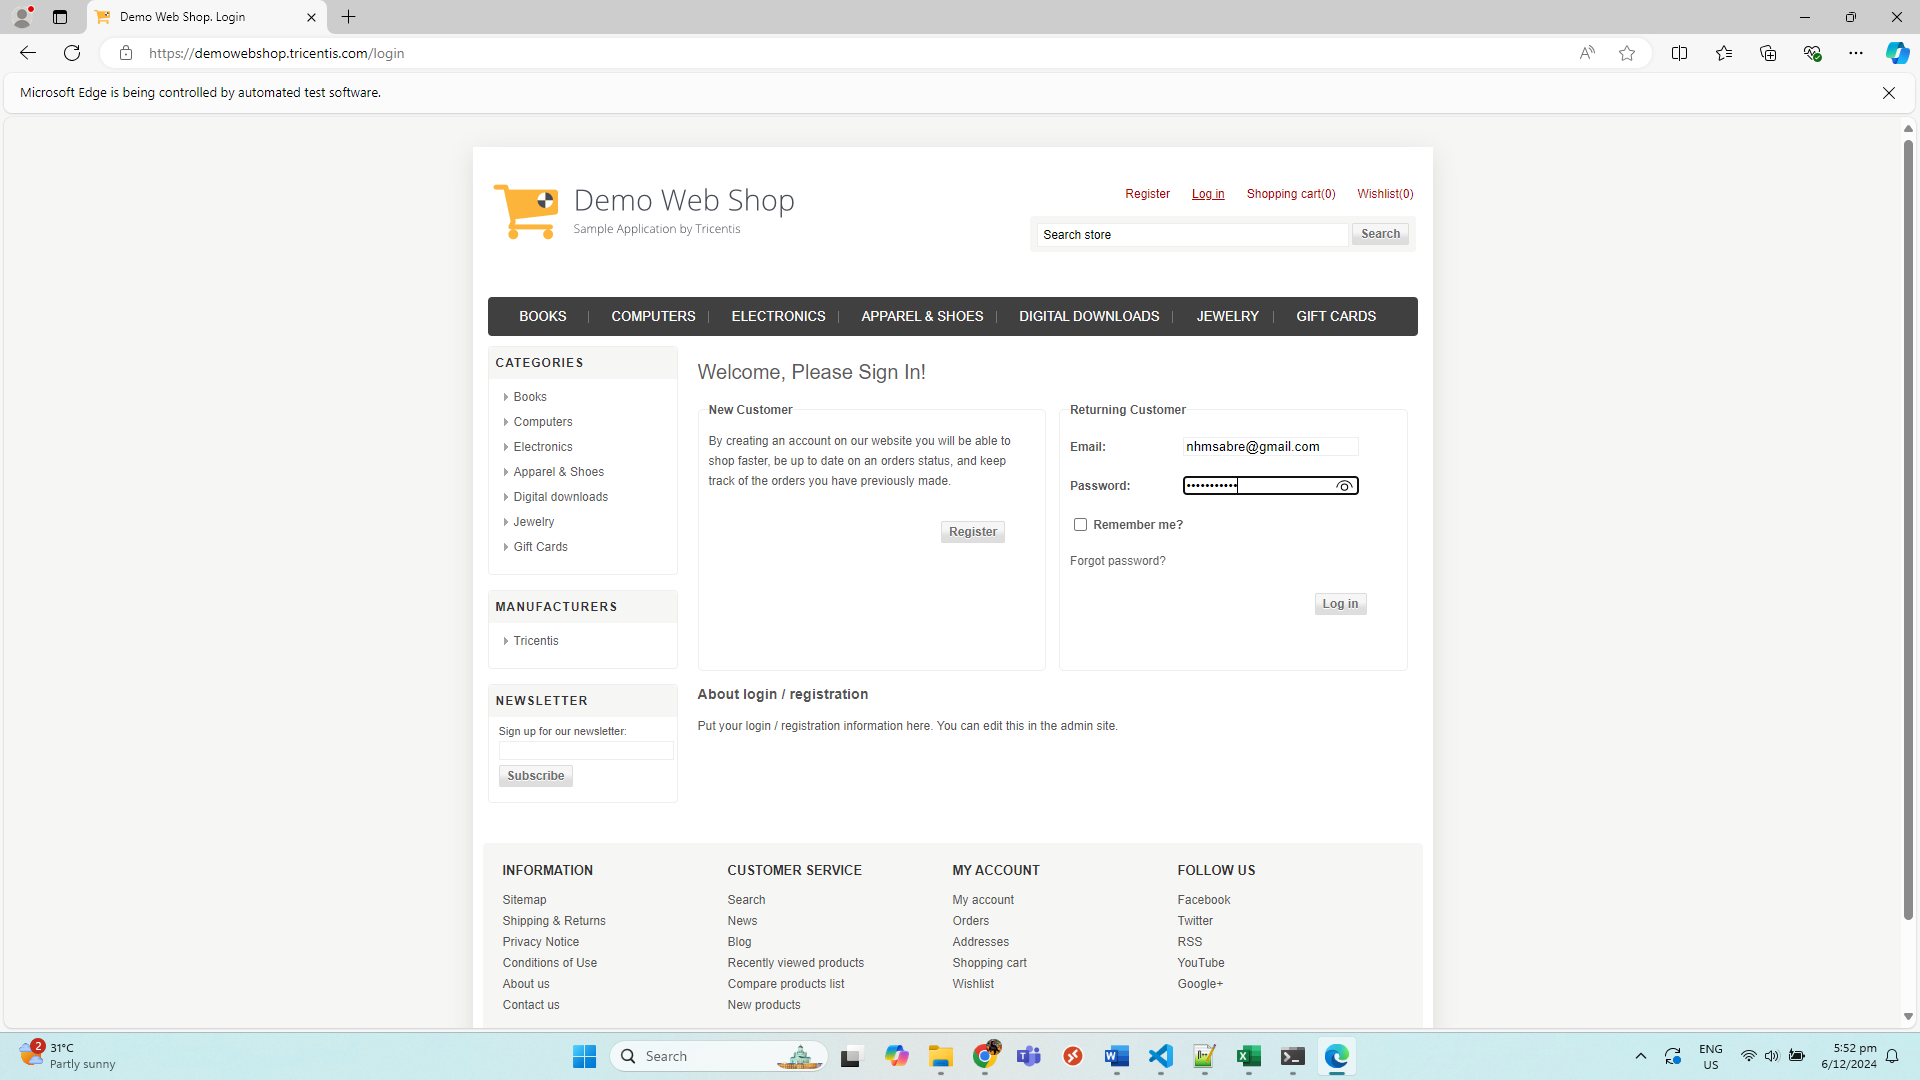 Demo Web Shop. Login
https://demowebshop.tricentis.com/login
Microsoft Edge is being controlled by automated test software.
Demo Web Shop
Sample Application by Tricentis
Register
Log in
Shopping cart(0)
Wishlist(0)
Search store
Search
BOOKS | COMPUTERS | ELECTRONICS | APPAREL & SHOES | DIGITAL DOWNLOADS | JEWELRY | GIFT CARDS
CATEGORIES
Books
Computers
Electronics
Apparel & Shoes
Digital downloads
Jewelry
Gift Cards
MANUFACTURERS
Tricentis
NEWSLETTER
Sign up for our newsletter:
Subscribe
Welcome, Please Sign In!
New Customer
By creating an account on our website you will be able to
shop faster, be up to date on an orders status, and keep
track of the orders you have previously made.
Register
Returning Customer
Email: nhmsabre@gmail.com
Password: •••••••••••
Remember me?
Forgot password?
Log in
About login / registration
Put your login / registration information here. You can edit this in the admin site.
INFORMATION
Sitemap
Shipping & Returns
Privacy Notice
Conditions of Use
About us
Contact us
CUSTOMER SERVICE
Search
News
Blog
Recently viewed products
Compare products list
New products
MY ACCOUNT
My account
Orders
Addresses
Shopping cart
Wishlist
FOLLOW US
Facebook
Twitter
RSS
YouTube
Google+
2
31°C
Partly sunny
Search
ENG
US
5:52 pm
6/12/2024